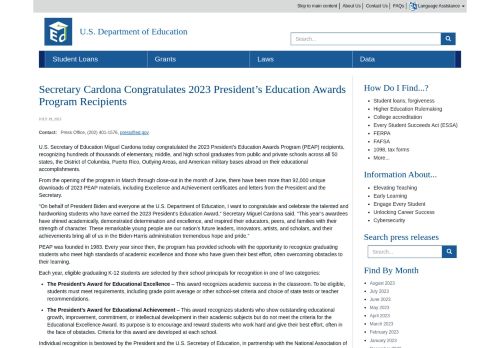 Skip to main content | About Us | Contact Us | FAQs | Language Assistance
U.S. Department of Education
Search...
Student Loans Grants Laws Data
Secretary Cardona Congratulates 2023 President's Education Awards
Program Recipients
Contact: Press Office, (202) 401-1576, press@ed.gov
U.S. Secretary of Education Miguel Cardona today congratulated the 2023 President's Education Awards Program (PEAP) recipients,
recognizing hundreds of thousands of elementary, middle, and high school graduates from public and private schools across all 50
states, the District of Columbia, Puerto Rico, Outlying Areas, and American military bases abroad on their educational
accomplishments.
From the opening of the program in March through close-out in the month of June, there have been more than 92,000 unique
downloads of 2023 PEAP materials, including Excellence and Achievement certificates and letters from the President and the
Secretary.
"On behalf of President Biden and everyone at the U.S. Department of Education, I want to congratulate and celebrate the talented and
hardworking students who have earned the 2023 President's Education Award." Secretary Miguel Cardona said. "This year's awardees
have shared academically, demonstrated determination and excellence, and inspired their educators, peers, and families with their
strength of character. These remarkable young people are our nation's future leaders, innovators, artists, and scholars, and their
achievements bring all of us in the Biden-Harris administration tremendous hope and pride."
PEAP was founded in 1983. Every year since then, the program has provided schools with the opportunity to recognize graduating
students who meet high standards of academic excellence and those who have given their best effort, often overcoming obstacles to
their learning.
Each year, eligible graduating K-12 students are selected by their school principals for recognition in one of two categories:
The President's Award for Educational Excellence – This award recognizes academic success in the classroom. To be eligible,
students must meet requirements, including grade point average or other school-set criteria and choice of state tests or teacher
recommendations.
The President's Award for Educational Achievement – This award recognizes students who show outstanding educational
growth, improvement, commitment, or intellectual development in their academic subjects but do not meet the criteria for the
Educational Excellence Award. Its purpose is to encourage and reward students who work hard and give their best effort, often in
the face of obstacles. Criteria for this award are developed at each school.
Individual recognition is bestowed by the President and the U.S. Secretary of Education, in partnership with the National Association of
How Do I Find...?
Student loans, forgiveness
Higher Education Rulemaking
College accreditation
Every Student Succeeds Act (ESSA)
FERPA
FAFSA
1098, tax forms
More...
Information About...
Elevating Teaching
Early Learning
Engage Every Student
Unlocking Career Success
Cybersecurity
Search press releases
Search...
Find By Month
August 2023
July 2023
June 2023
May 2023
April 2023
March 2023
February 2023
January 2023